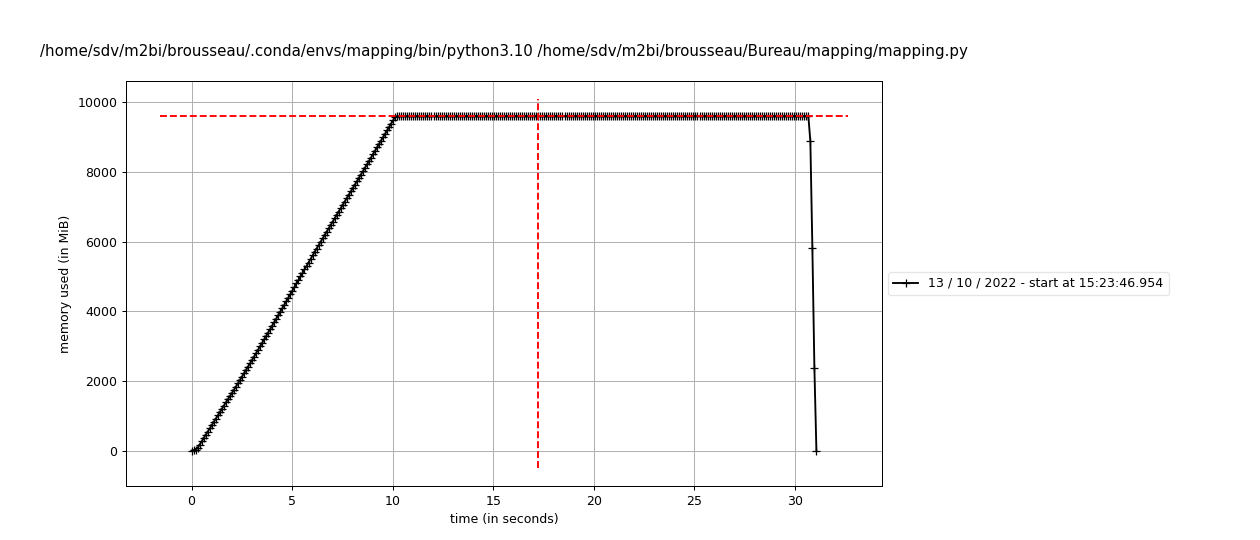 /home/sdv/m2bi/brousseau/.conda/envs/mapping/bin/python3.10 /home/sdv/m2bi/brousseau/Bureau/mapping/mapping.py
10000
8000
6000
4000
2000
0
memory used (in MiB)
0 5 10 15 20 25 30
time (in seconds)
13 / 10 / 2022 - start at 15:23:46.954